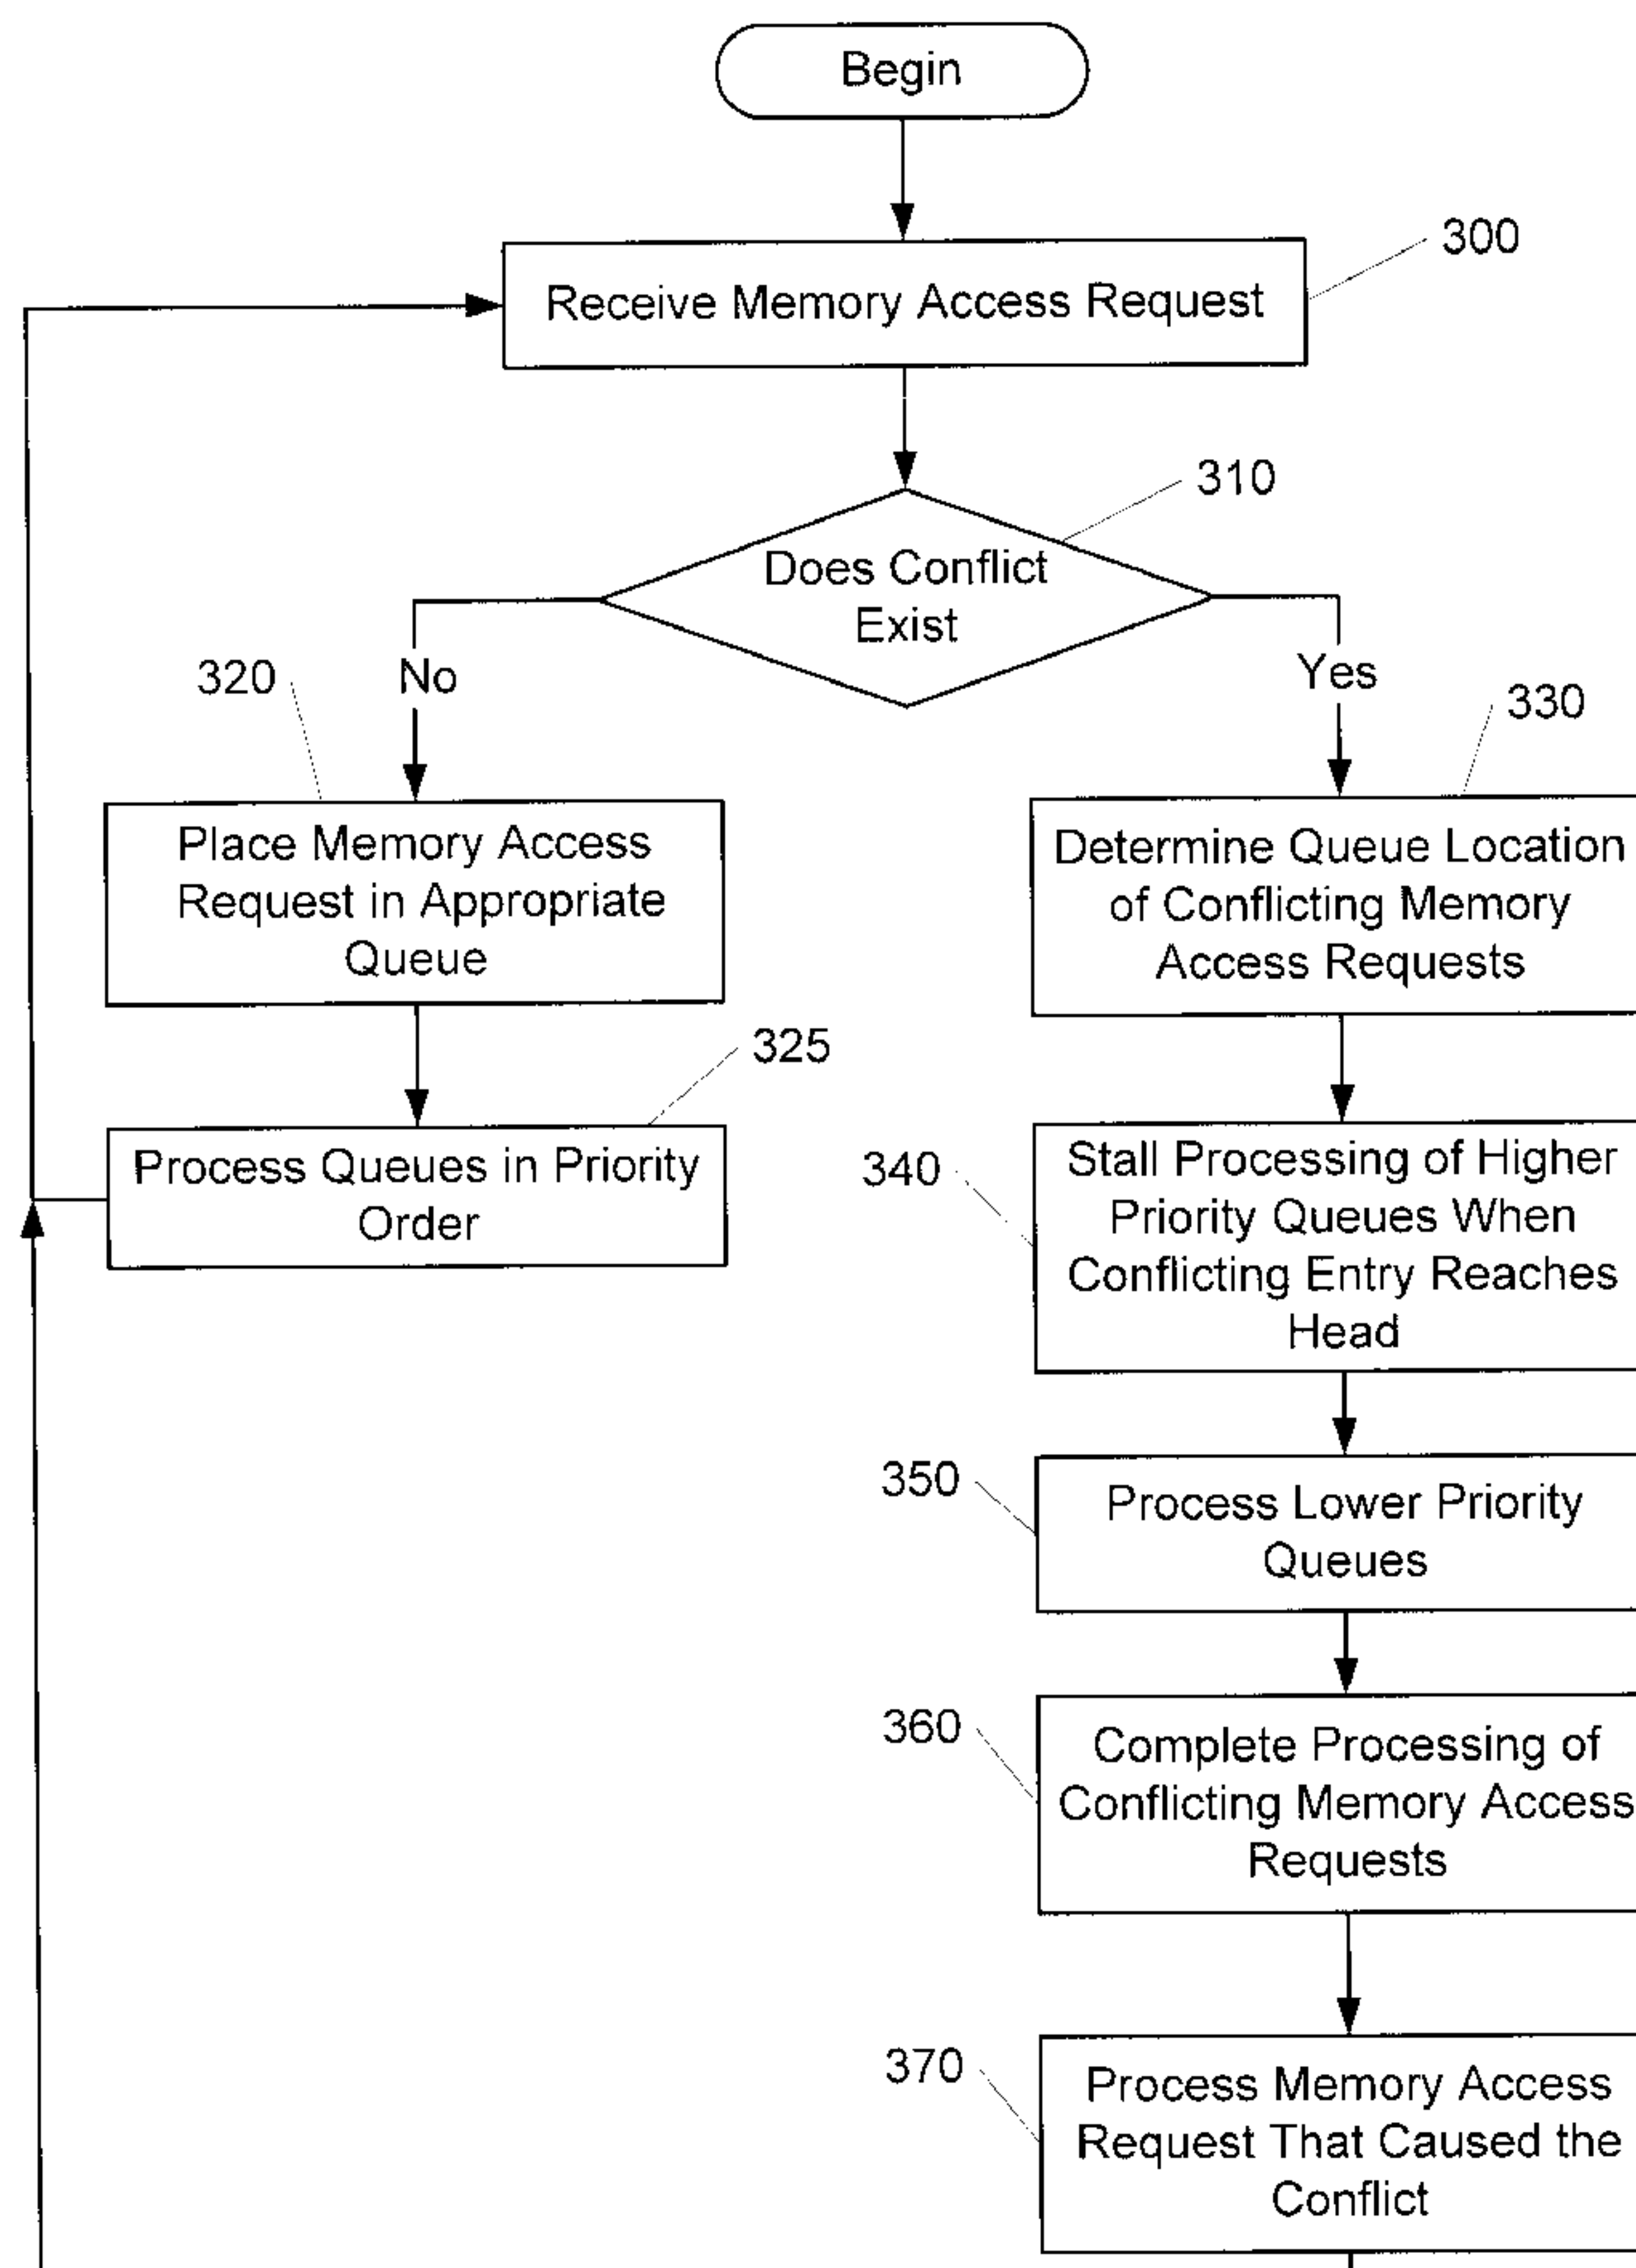 Begin
300
Receive Memory Access Request
310
Does Conflict
Exist
320
No
Yes
330
Place Memory Access
Request in Appropriate
Queue
Determine Queue Location
of Conflicting Memory
Access Requests
325
Process Queues in Priority
Order
340
Stall Processing of Higher
Priority Queues When
Conflicting Entry Reaches
Head
350
Process Lower Priority
Queues
360
Complete Processing of
Conflicting Memory Access
Requests
370
Process Memory Access
Request That Caused the
Conflict